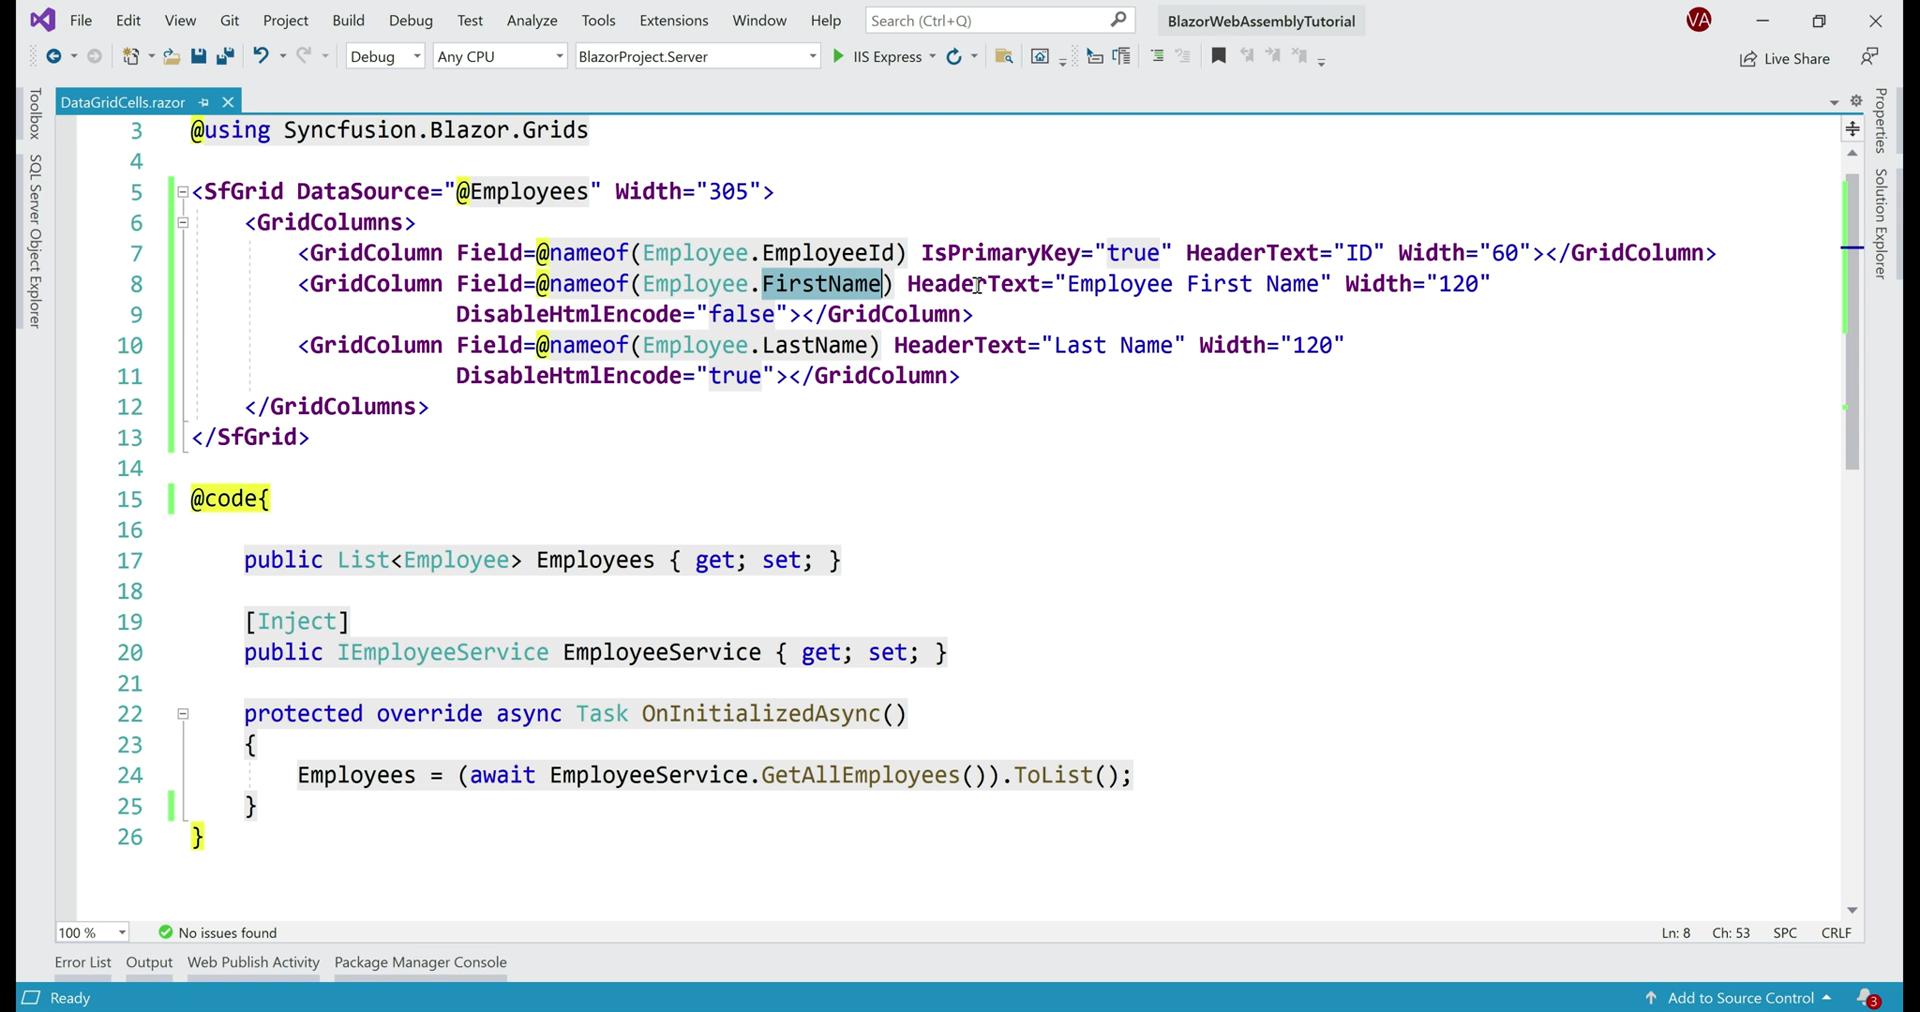 File Edit View Git Project Build Debug Test Analyze Tools Extensions Window Help Search (Ctrl+Q) BlazorWebAssemblyTutorial VA
Debug Any CPU BlazorProject.Server IIS Express Live Share
DataGridCells.razor
Toolbox
SQL Server Object Explorer
Properties
Solution Explorer
3 @using Syncfusion.Blazor.Grids
4
5 <SfGrid DataSource="@Employees" Width="305">
6 <GridColumns>
7 <GridColumn Field=@nameof(Employee.EmployeeId) IsPrimaryKey="true" HeaderText="ID" Width="60"></GridColumn>
8 <GridColumn Field=@nameof(Employee.FirstName) HeaderText="Employee First Name" Width="120"
9 DisableHtmlEncode="false"></GridColumn>
10 <GridColumn Field=@nameof(Employee.LastName) HeaderText="Last Name" Width="120"
11 DisableHtmlEncode="true"></GridColumn>
12 </GridColumns>
13 </SfGrid>
14
15 @code{
16
17 public List<Employee> Employees { get; set; }
18
19 [Inject]
20 public IEmployeeService EmployeeService { get; set; }
21
22 protected override async Task OnInitializedAsync()
23 {
24 Employees = (await EmployeeService.GetAllEmployees()).ToList();
25 }
26 }
100 % No issues found Ln: 8 Ch: 53 SPC CRLF
Error List Output Web Publish Activity Package Manager Console
Ready Add to Source Control 3